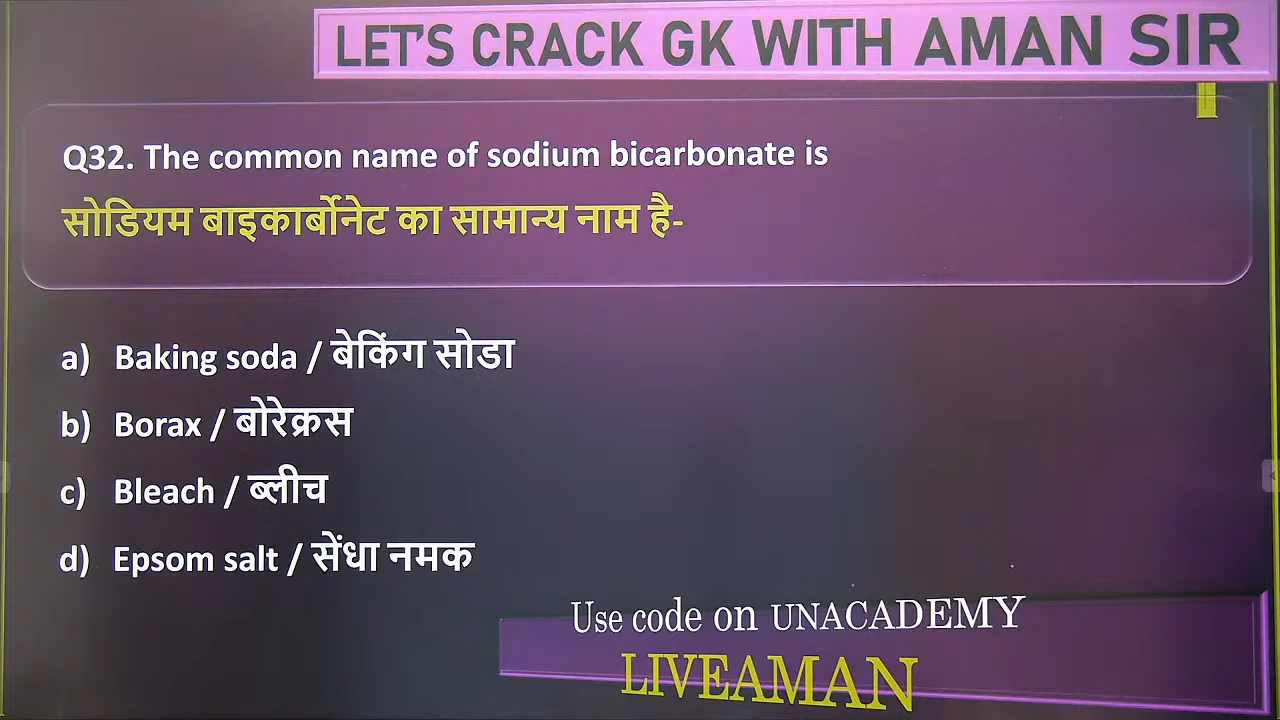 LET'S CRACK GK WITH AMAN SIR
Q32. The common name of sodium bicarbonate is
सोडियम बाइकार्बोनेट का सामान्य नाम है-
a) Baking soda / बेकिंग सोडा
b) Borax / बोरेक्रस
c) Bleach / ब्लीच
d) Epsom salt / सेंधा नमक
Use code on UNACADEMY
LIVEAMAN